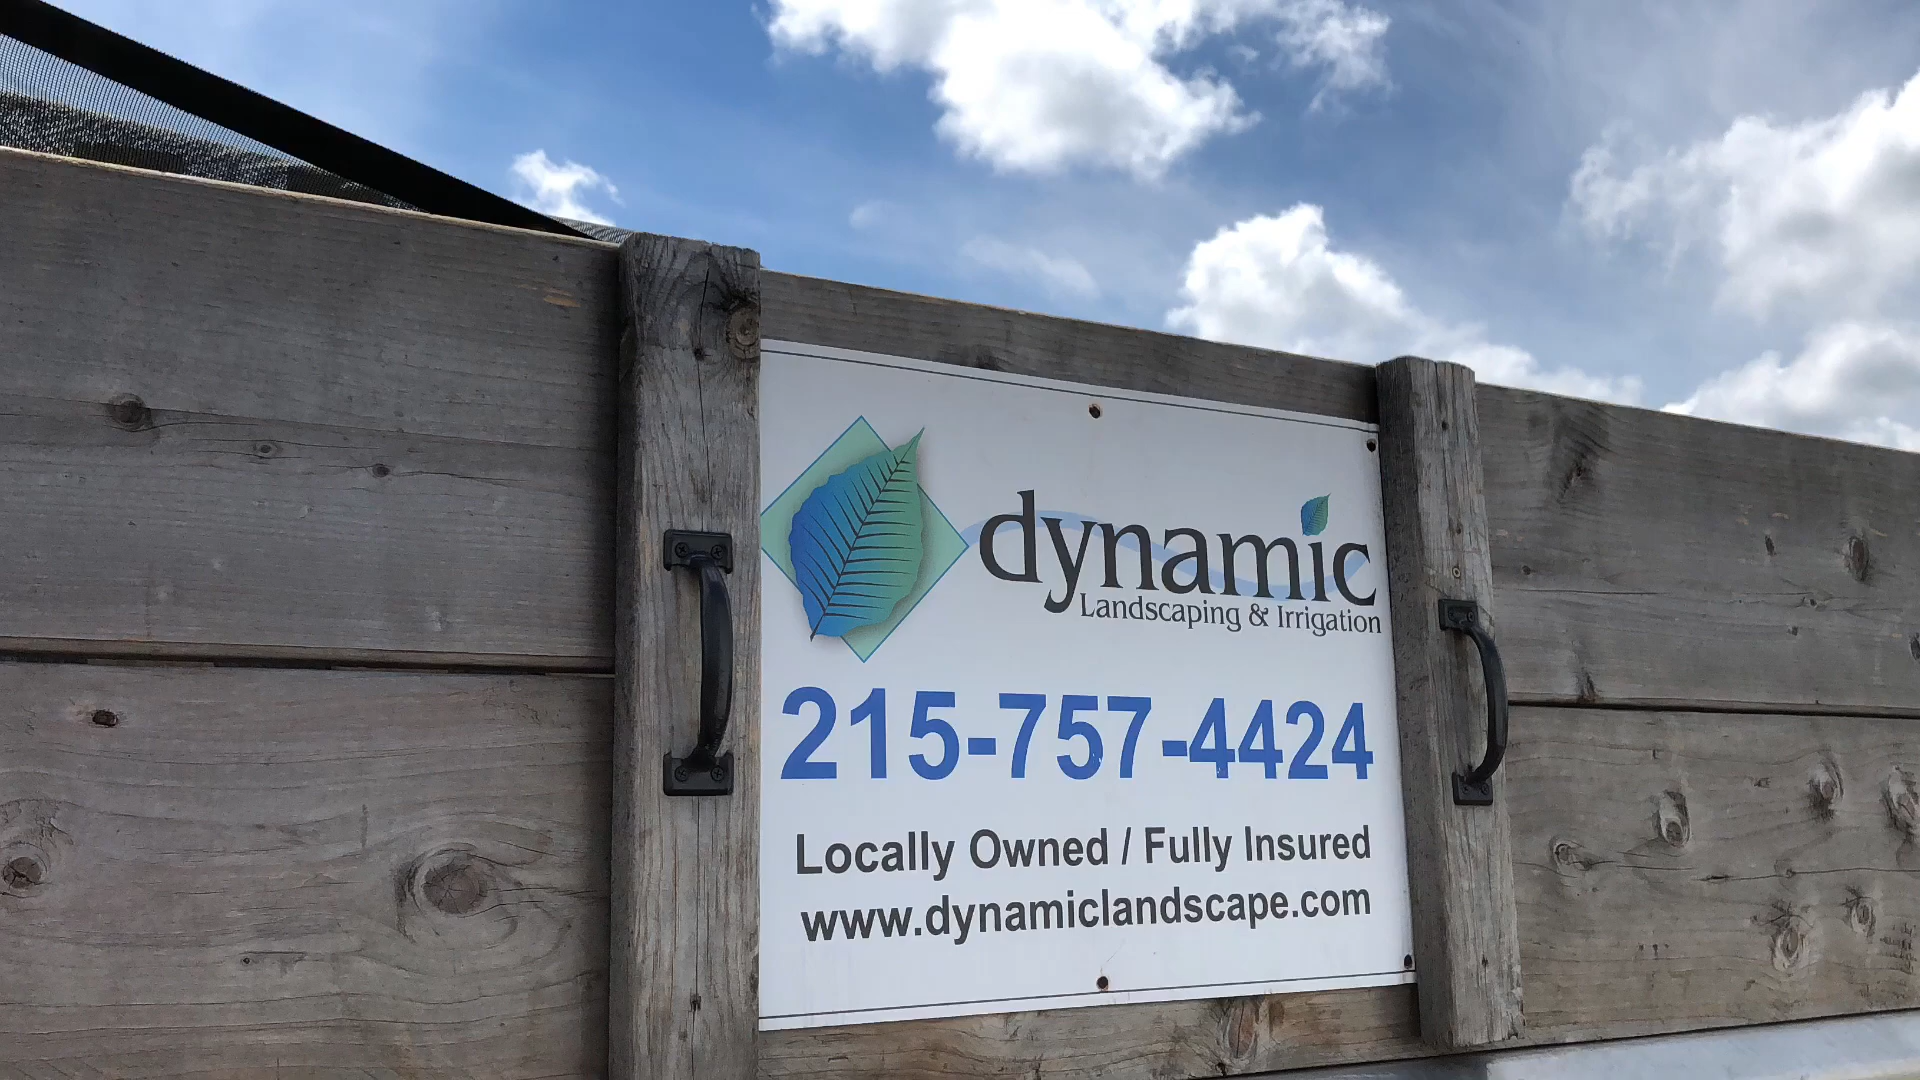 dynamic
Landscaping & Irrigation
215-757-4424
Locally Owned / Fully Insured
www.dynamiclandscape.com